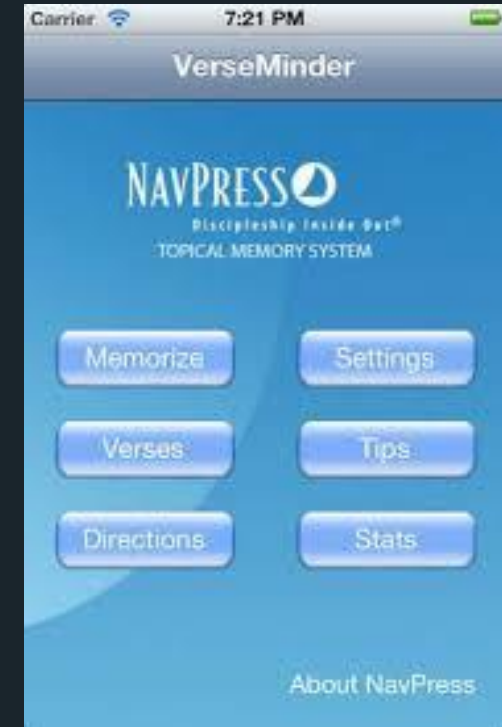 Carrier 7:21 PM
VerseMinder
NAVPRESS
Discipleship Inside Out®
TOPICAL MEMORY SYSTEM
Memorize Settings
Verses Tips
Directions Stats
About NavPress